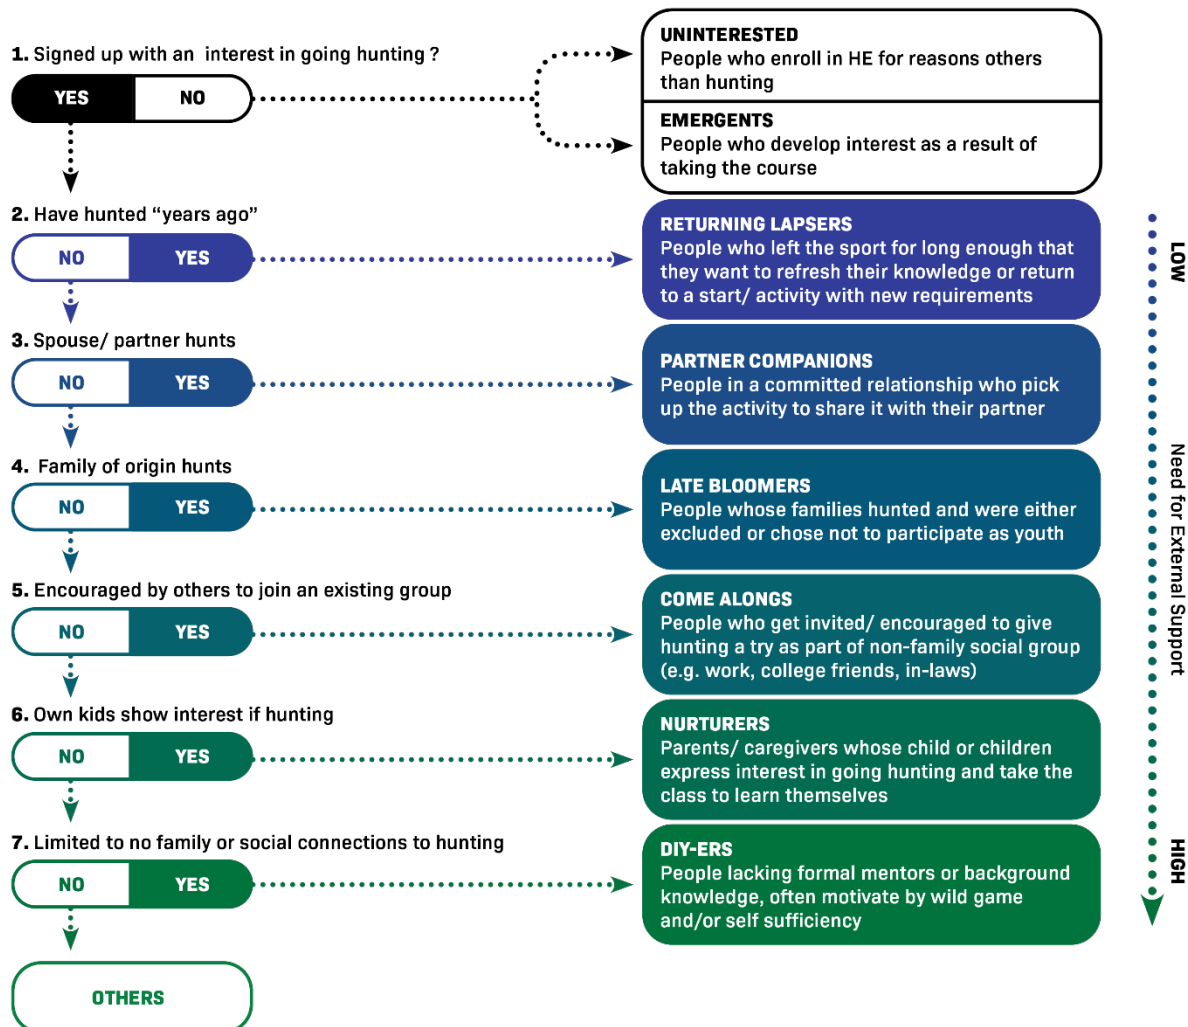 1. Signed up with an interest in going hunting ?
YES
NO
UNINTERESTED
People who enroll in HE for reasons others
than hunting
EMERGENTS
People who develop interest as a result of
taking the course
2. Have hunted “years ago”
NO
YES
RETURNING LAPSERS
People who left the sport for long enough that
they want to refresh their knowledge or return
to a start/ activity with new requirements
3. Spouse/ partner hunts
NO
YES
PARTNER COMPANIONS
People in a committed relationship who pick
up the activity to share it with their partner
4. Family of origin hunts
NO
YES
LATE BLOOMERS
People whose families hunted and were either
excluded or chose not to participate as youth
5. Encouraged by others to join an existing group
NO
YES
COME ALONGS
People who get invited/ encouraged to give
hunting a try as part of non-family social group
(e.g. work, college friends, in-laws)
6. Own kids show interest if hunting
NO
YES
NURTURERS
Parents/ caregivers whose child or children
express interest in going hunting and take the
class to learn themselves
7. Limited to no family or social connections to hunting
NO
YES
DIY-ERS
People lacking formal mentors or background
knowledge, often motivate by wild game
and/or self sufficiency
OTHERS
LOW
Need for External Support
HIGH